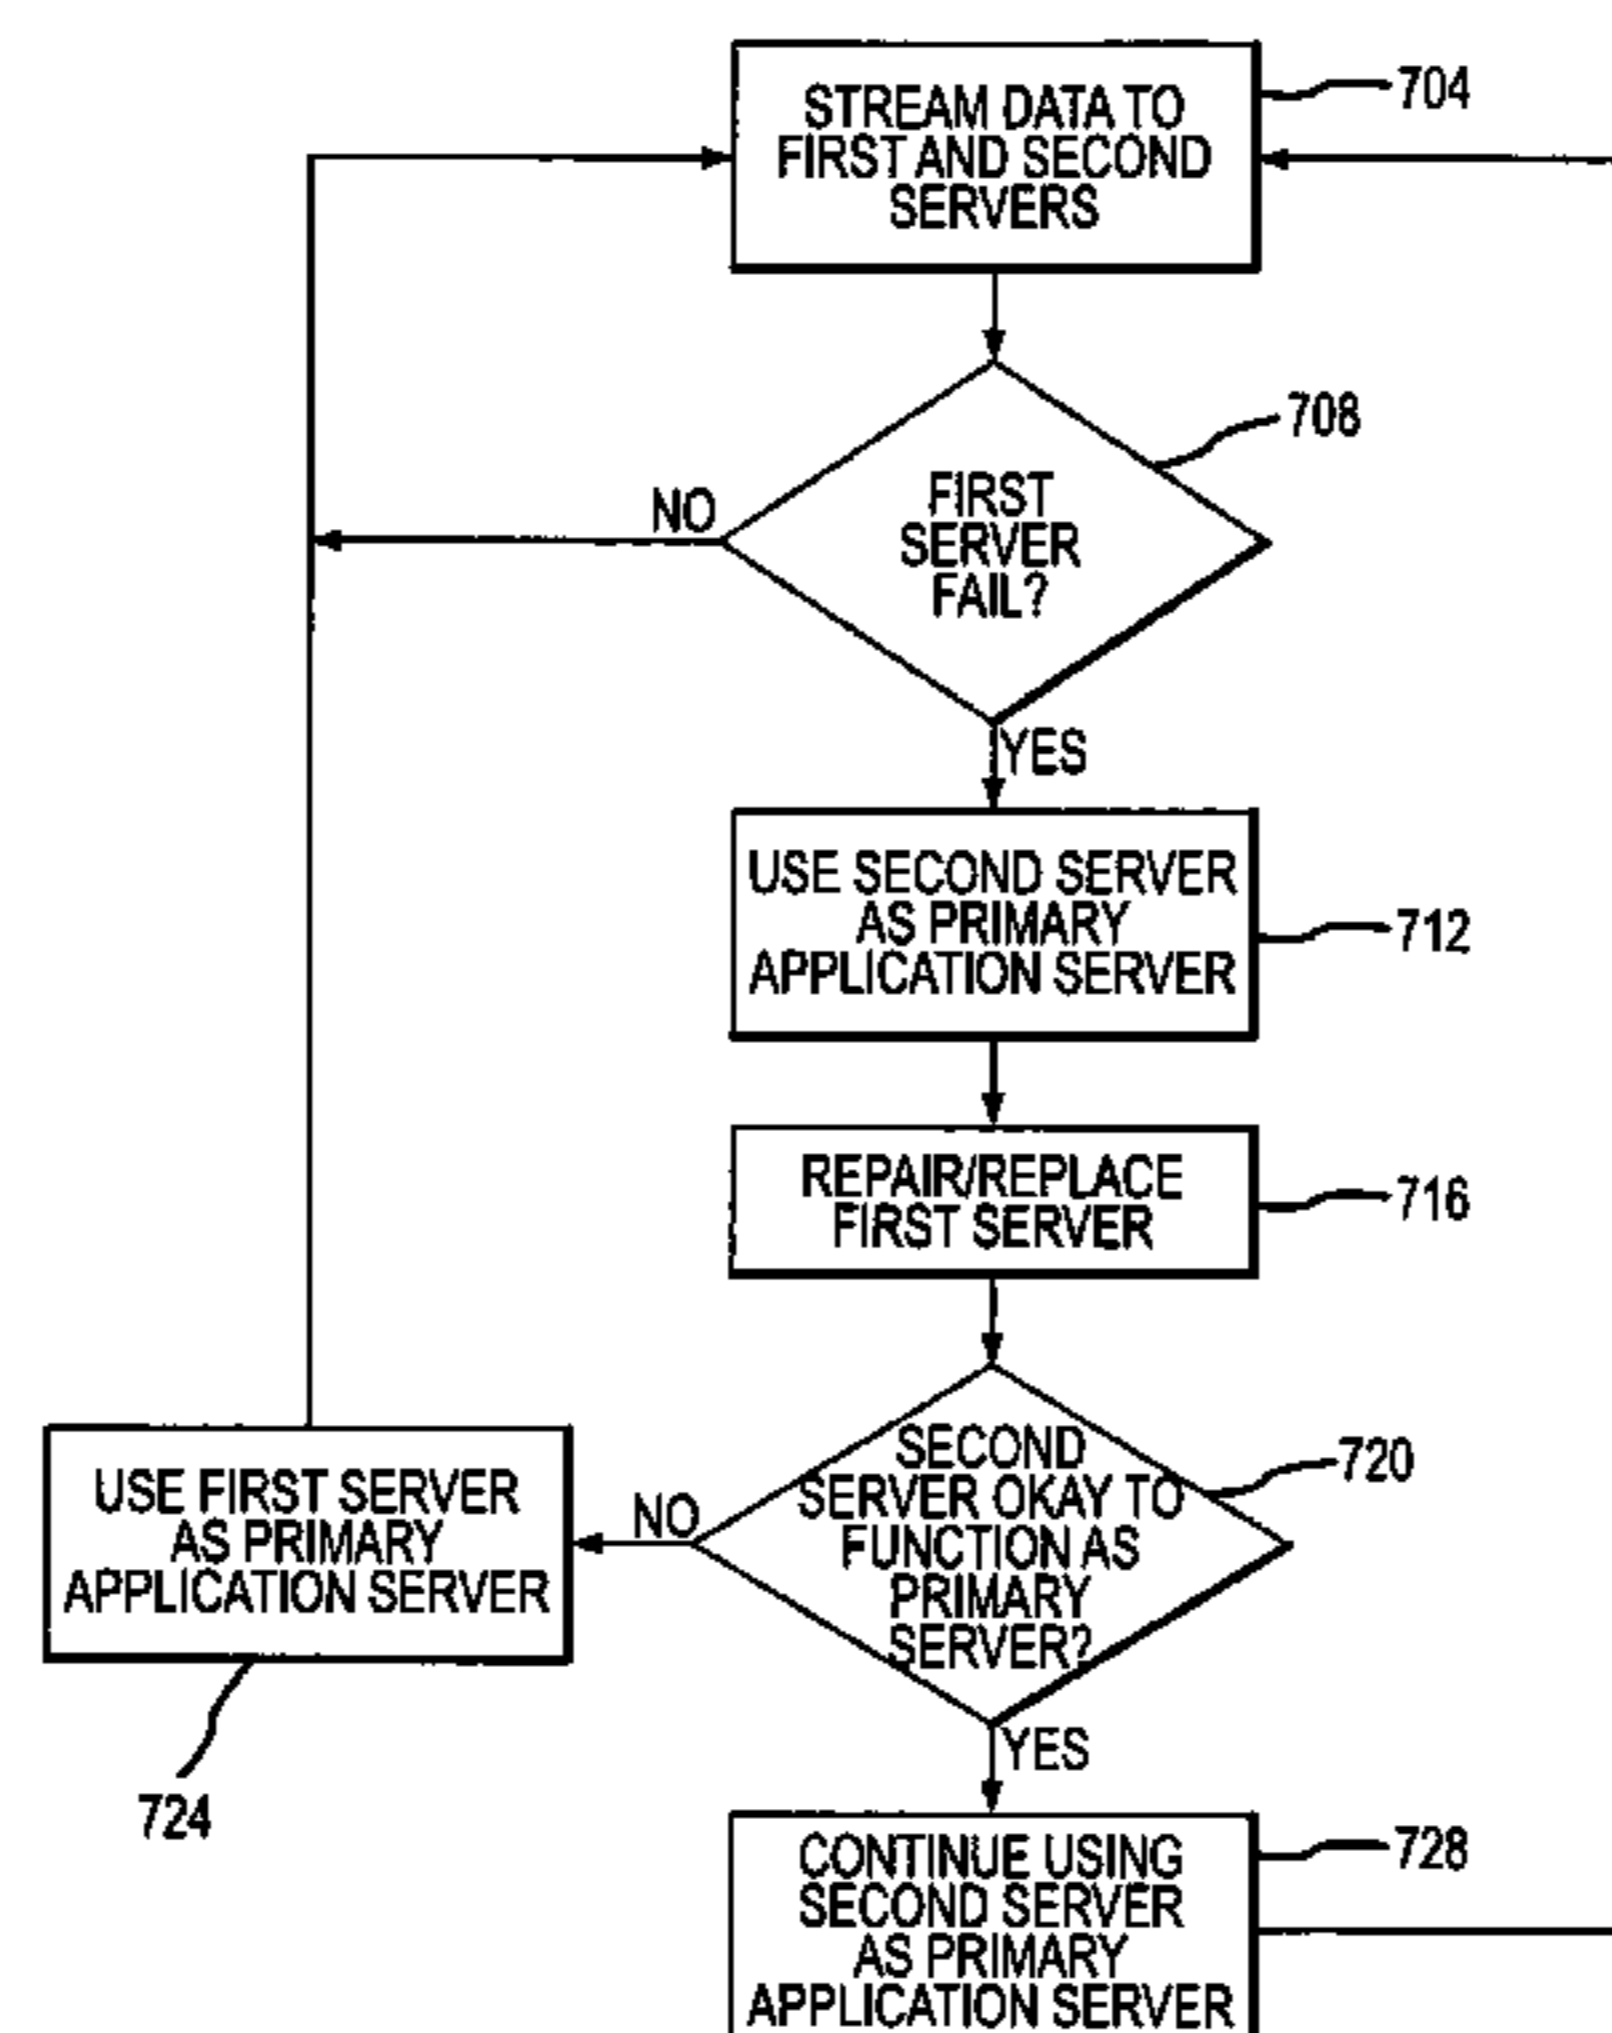 STREAM DATA TO
FIRST AND SECOND
SERVERS
704
708
FIRST
SERVER
FAIL?
NO
YES
USE SECOND SERVER
AS PRIMARY
APPLICATION SERVER
712
REPAIR/REPLACE
FIRST SERVER
716
SECOND
SERVER OKAY TO
FUNCTION AS
PRIMARY
SERVER?
720
NO
USE FIRST SERVER
AS PRIMARY
APPLICATION SERVER
724
YES
CONTINUE USING
SECOND SERVER
AS PRIMARY
APPLICATION SERVER
728